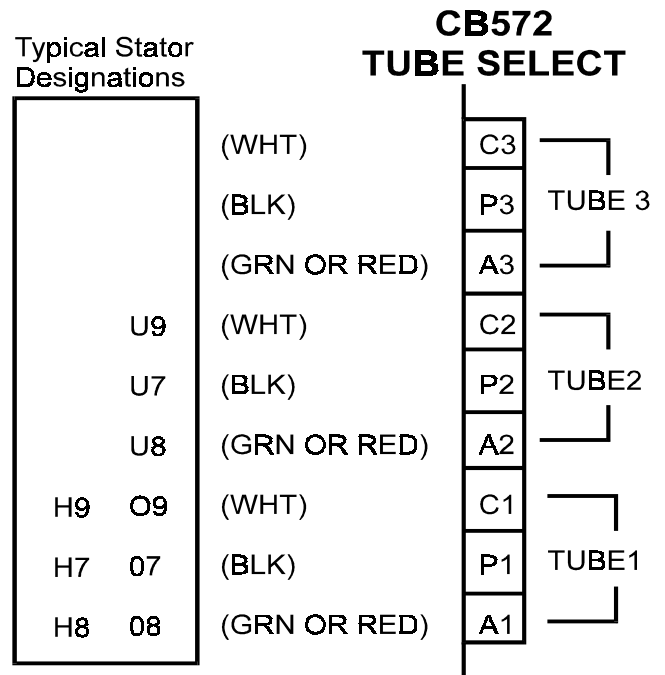 CB572
Typical Stator
Designations
TUBE SELECT
(WHT) C3
(BLK) P3 TUBE 3
(GRN OR RED) A3
U9 (WHT) C2
U7 (BLK) P2 TUBE2
U8 (GRN OR RED) A2
H9 O9 (WHT) C1
H7 07 (BLK) P1 TUBE1
H8 08 (GRN OR RED) A1